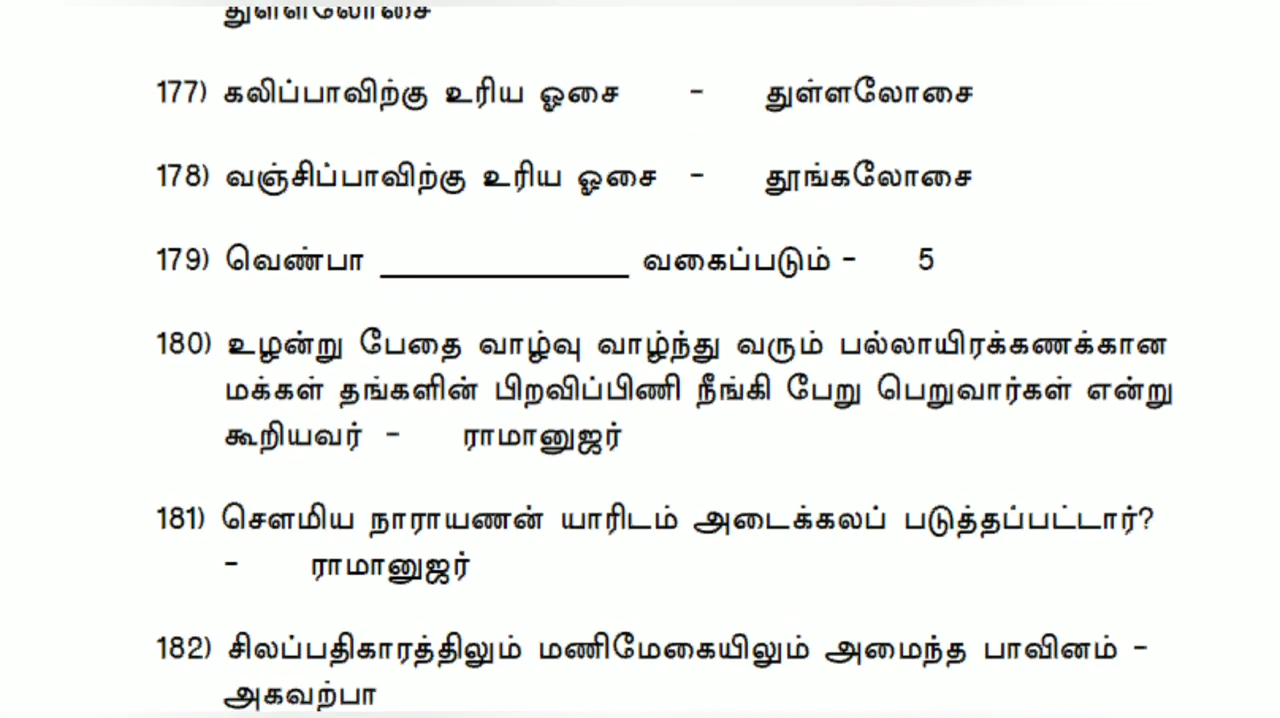 துள்ளலோசை
177) கலிப்பாவிற்கு உரிய ஓசை - துள்ளலோசை
178) வஞ்சிப்பாவிற்கு உரிய ஓசை - தூங்கலோசை
179) வெண்பா ______________ வகைப்படும் - 5
180) உழன்று பேதை வாழ்வு வாழ்ந்து வரும் பல்லாயிரக்கணக்கான
மக்கள் தங்களின் பிறவிப்பிணி நீங்கி பேறு பெறுவார்கள் என்று
கூறியவர் - ராமானுஜர்
181) சௌமிய நாராயணன் யாரிடம் அடைக்கலப் படுத்தப்பட்டார்?
- ராமானுஜர்
182) சிலப்பதிகாரத்திலும் மணிமேகையிலும் அமைந்த பாவினம் -
அகவற்பா